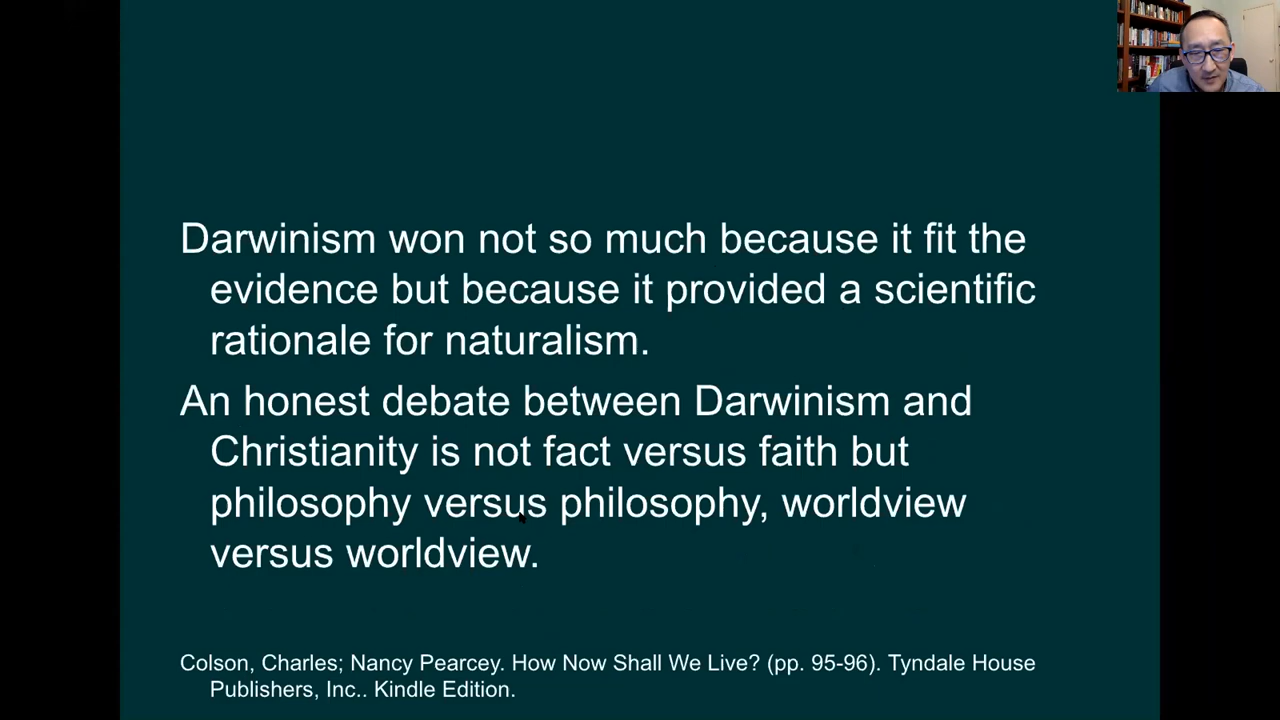 Darwinism won not so much because it fit the
evidence but because it provided a scientific
rationale for naturalism.
An honest debate between Darwinism and
Christianity is not fact versus faith but
philosophy versus philosophy, worldview
versus worldview.
Colson, Charles; Nancy Pearcey. How Now Shall We Live? (pp. 95-96). Tyndale House
Publishers, Inc.. Kindle Edition.